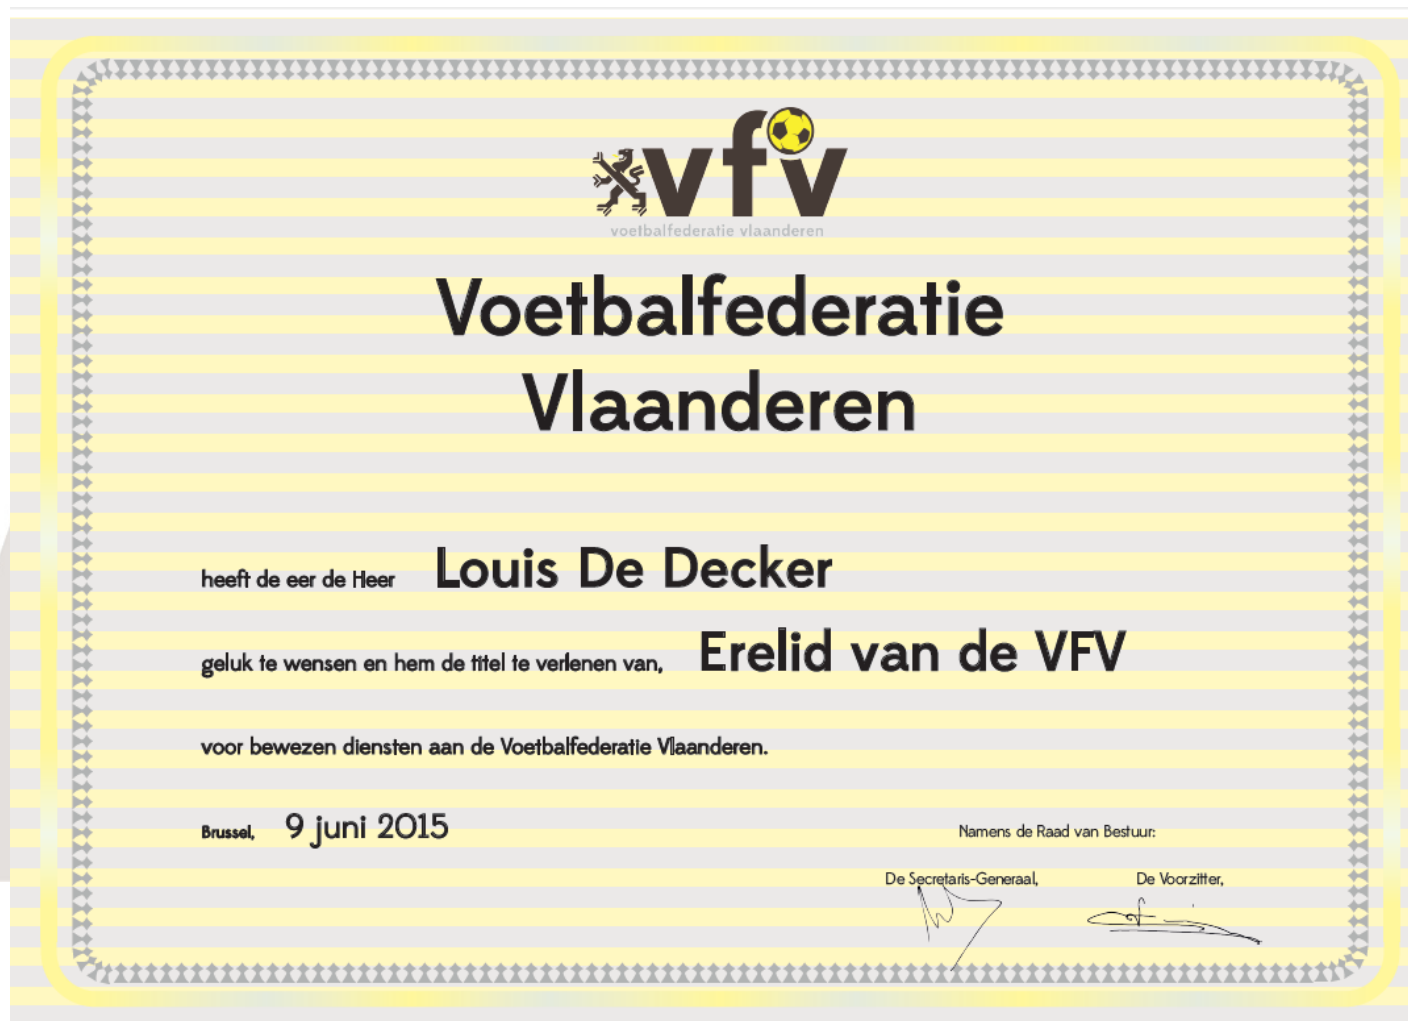 vfv
voetbalfederatie vlaanderen
Voetbalfederatie
Vlaanderen
heeft de eer de Heer Louis De Decker
geluk te wensen en hem de titel te verlenen van, Erelid van de VFV
voor bewezen diensten aan de Voetbalfederatie Vlaanderen.
Brussel, 9 juni 2015
Namens de Raad van Bestuur:
De Secretaris-Generaal, De Voorzitter,